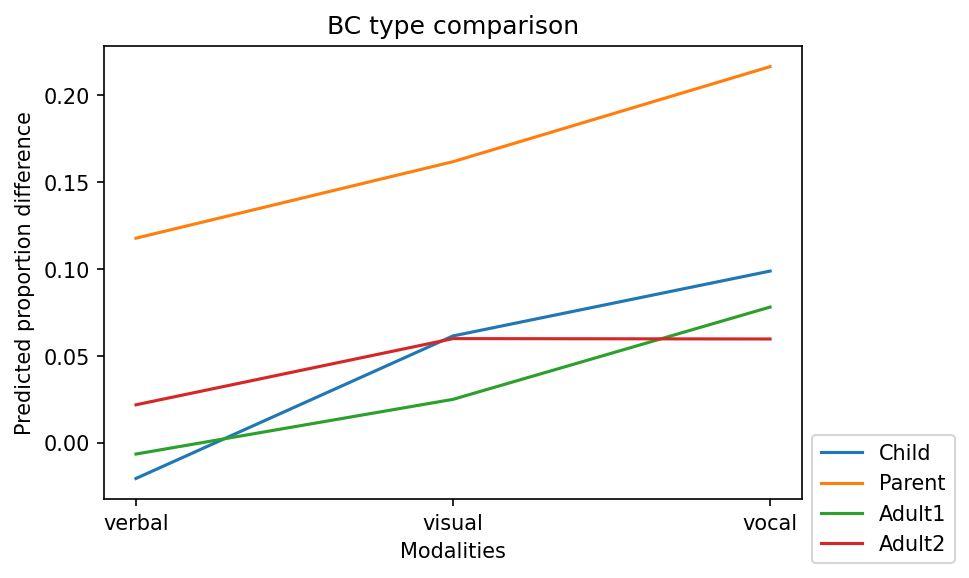 BC type comparison
Predicted proportion difference
0.20
0.15
0.10
0.05
0.00
verbal visual vocal
Modalities
Child
Parent
Adult1
Adult2